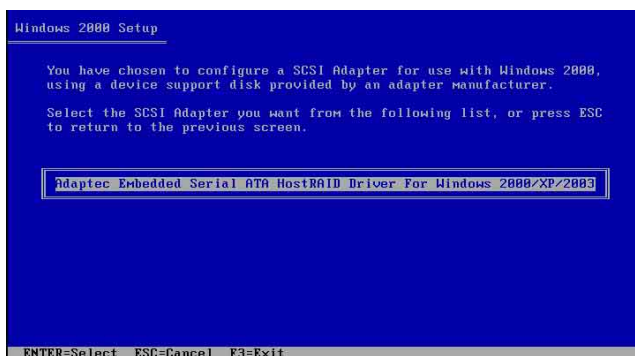 Windows 2000 Setup
You have chosen to configure a SCSI Adapter for use with Windows 2000,
using a device support disk provided by an adapter manufacturer.
Select the SCSI Adapter you want from the following list, or press ESC
to return to the previous screen.
Adaptec Embedded Serial ATA HostRAID Driver For Windows 2000/XP/2003
ENTER=Select ESC=Cancel F3=Exit